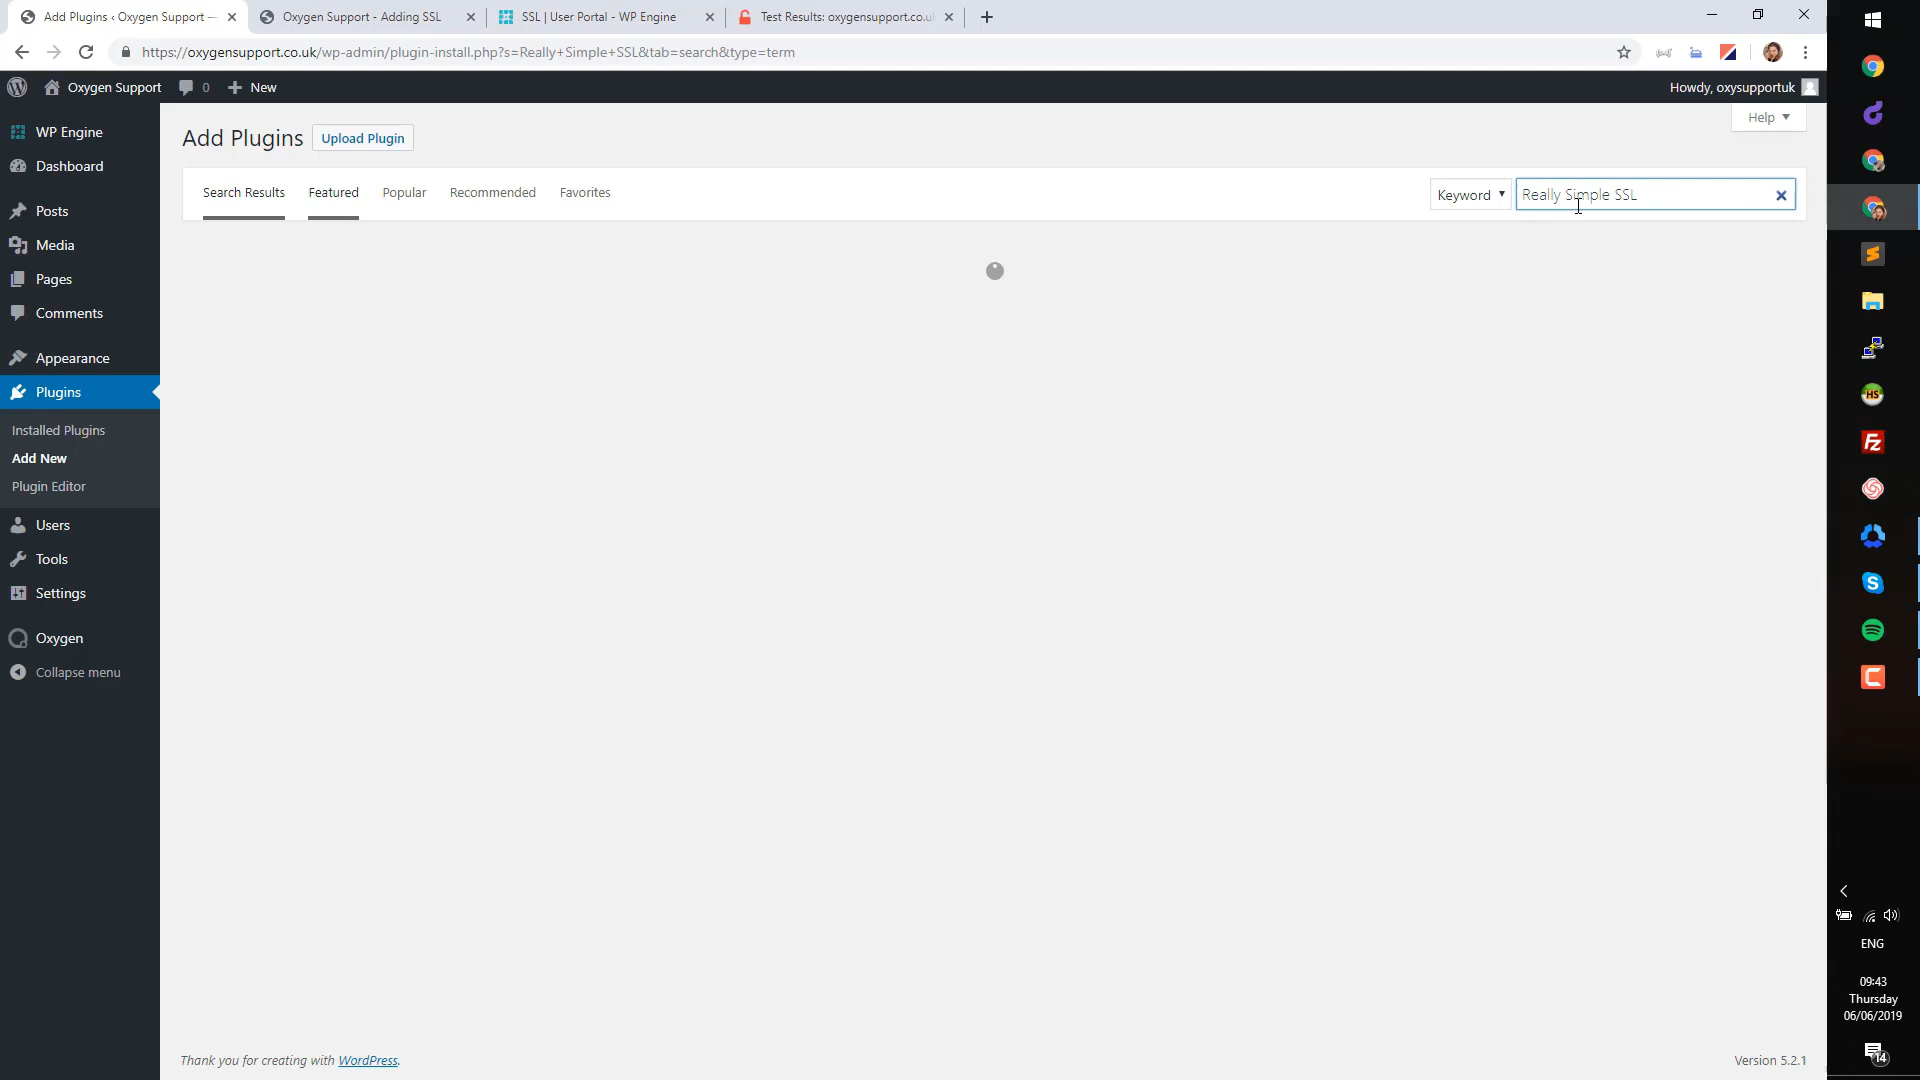 Add Plugins ‹ Oxygen Support —
Oxygen Support - Adding SSL
SSL | User Portal - WP Engine
Test Results: oxygensupport.co.u
https://oxygensupport.co.uk/wp-admin/plugin-install.php?s=Really+Simple+SSL&tab=search&type=term
Oxygen Support
0
New
Howdy, oxysupportuk
WP Engine
Dashboard
Posts
Media
Pages
Comments
Appearance
Plugins
Installed Plugins
Add New
Plugin Editor
Users
Tools
Settings
Oxygen
Collapse menu
Help
Add Plugins
Upload Plugin
Search Results
Featured
Popular
Recommended
Favorites
Keyword
Really Simple SSL
Thank you for creating with WordPress.
Version 5.2.1
HS
Fz
S
C
ENG
09:43
Thursday
06/06/2019
14